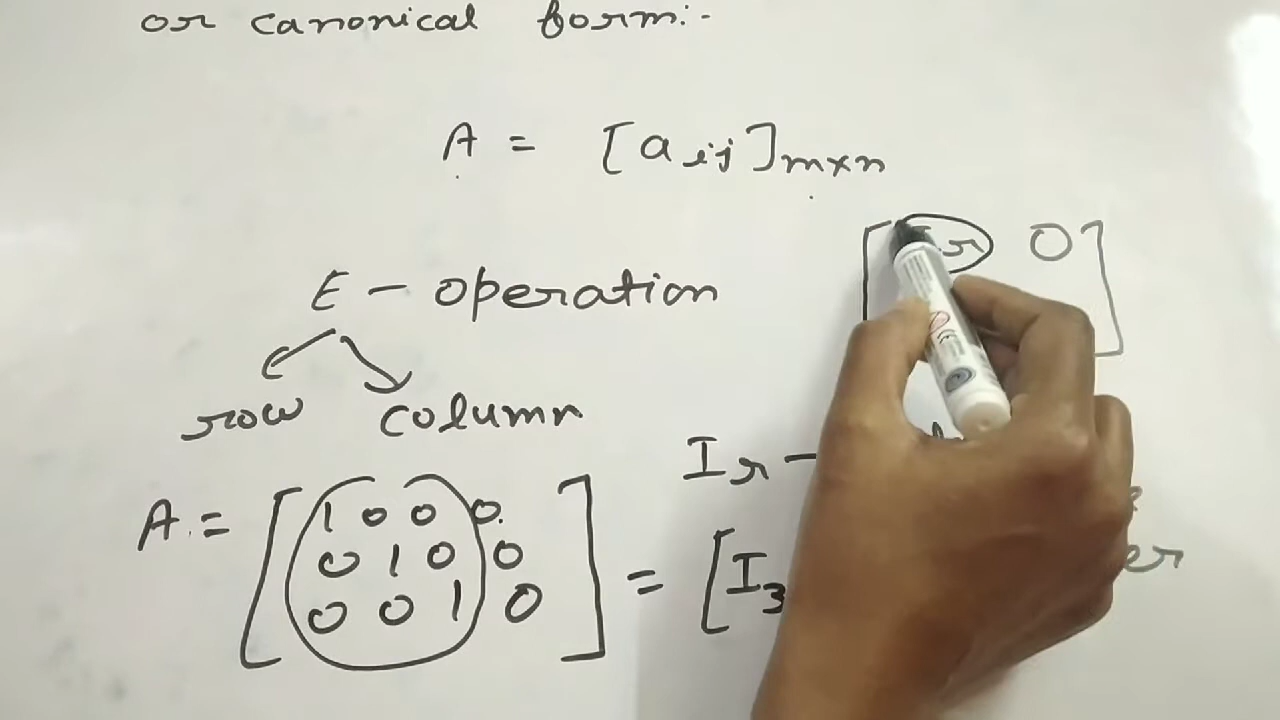 or canonical form:-
A = [aij]m×n
Ir 0
E - operation
row column
Ir -
A = [1 0 0 0
0 1 0 0
0 0 1 0] = [I3